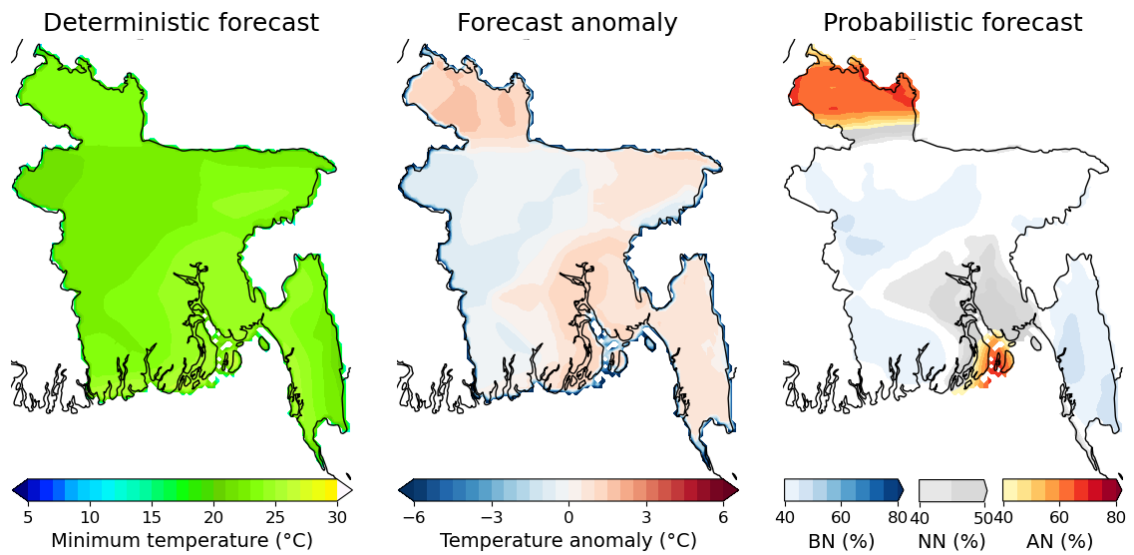 Deterministic forecast
Forecast anomaly
Probabilistic forecast
5 10 15 20 25 30
Minimum temperature (°C)
−6 −3 0 3 6
Temperature anomaly (°C)
40 60 80
BN (%)
40 50
NN (%)
40 60 80
AN (%)